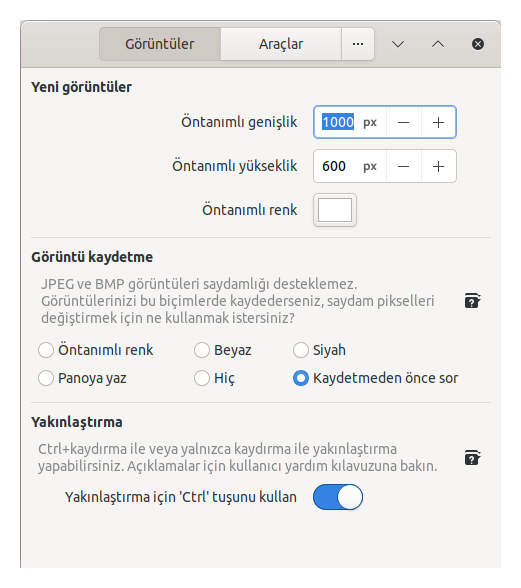 Görüntüler Araçlar ...
Yeni görüntüler
Öntanımlı genişlik 1000 px
Öntanımlı yükseklik 600 px
Öntanımlı renk
Görüntü kaydetme
JPEG ve BMP görüntüleri saydamlığı desteklemez.
Görüntülerinizi bu biçimlerde kaydederseniz, saydam pikselleri
değiştirmek için ne kullanmak istersiniz?
Öntanımlı renk Beyaz Siyah
Panoya yaz Hiç Kaydetmeden önce sor
Yakınlaştırma
Ctrl+kaydırma ile veya yalnızca kaydırma ile yakınlaştırma
yapabilirsiniz. Açıklamalar için kullanıcı yardım kılavuzuna bakın.
Yakınlaştırma için 'Ctrl' tuşunu kullan